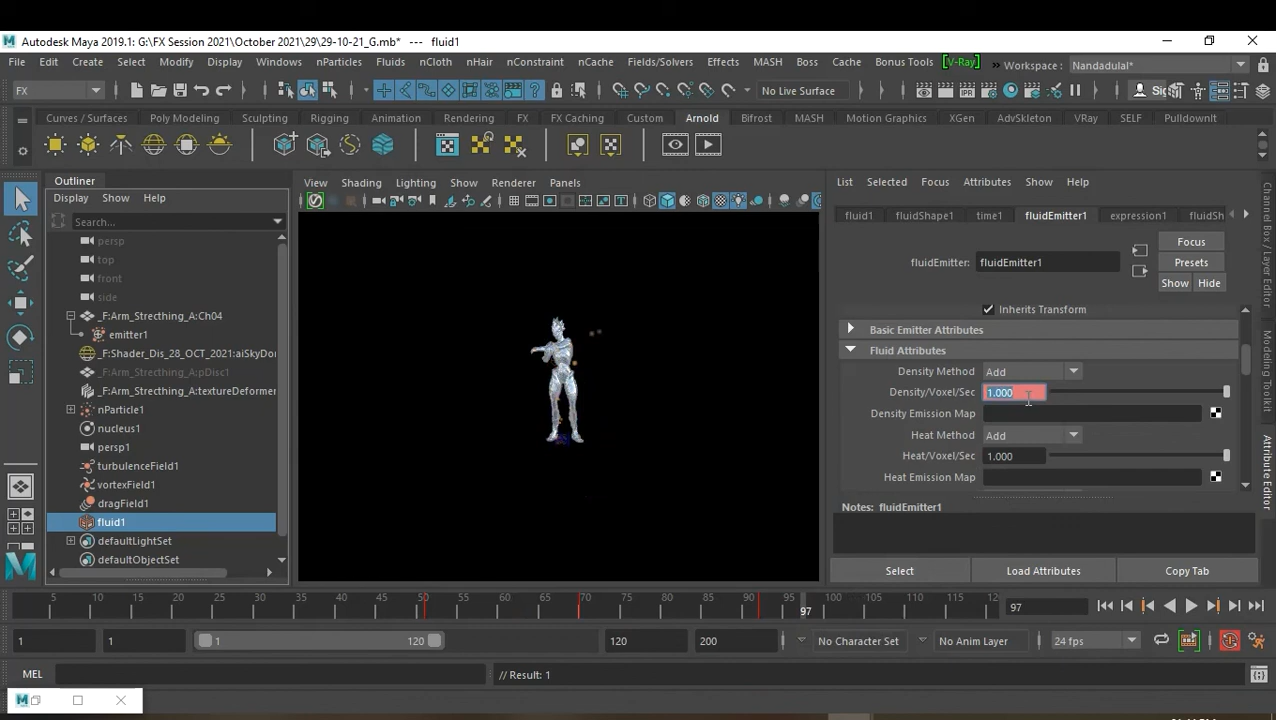 Autodesk Maya 2019.1: G:\FX Session 2021\October 2021\29\29-10-21_G.mb* --- fluid1
File Edit Create Select Modify Display Windows nParticles Fluids nCloth nHair nConstraint nCache Fields/Solvers Effects MASH Boss Cache Bonus Tools [V-Ray] » Workspace : Nandadulal*
FX No Live Surface
Curves / Surfaces Poly Modeling Sculpting Rigging Animation Rendering FX FX Caching Custom Arnold Bifrost MASH Motion Graphics XGen AdvSkeleton VRay SELF PulldownIt
Outliner
Display Show Help
Search...
persp
top
front
side
_F:Arm_Strecthing_A:Ch04
emitter1
_F:Shader_Dis_28_OCT_2021:aiSkyDo
_F:Arm_Strecthing_A:pDisc1
_F:Arm_Strecthing_A:textureDeformer
nParticle1
nucleus1
persp1
turbulenceField1
vortexField1
dragField1
fluid1
defaultLightSet
defaultObjectSet
View Shading Lighting Show Renderer Panels
List Selected Focus Attributes Show Help
fluid1 fluidShape1 time1 fluidEmitter1 expression1 fluidSh
Focus
fluidEmitter: fluidEmitter1 Presets
Show Hide
Inherits Transform
Basic Emitter Attributes
Fluid Attributes
Density Method Add
Density/Voxel/Sec 1.000
Density Emission Map
Heat Method Add
Heat/Voxel/Sec 1.000
Heat Emission Map
Notes: fluidEmitter1
Select Load Attributes Copy Tab
Channel Box / Layer Editor
Modeling Toolkit
Attribute Editor
5 10 15 20 25 30 35 40 45 50 55 60 65 70 75 80 85 90 95 97 100 105 110 115 12 97
1 1 1 120 120 200 No Character Set No Anim Layer 24 fps
MEL // Result: 1